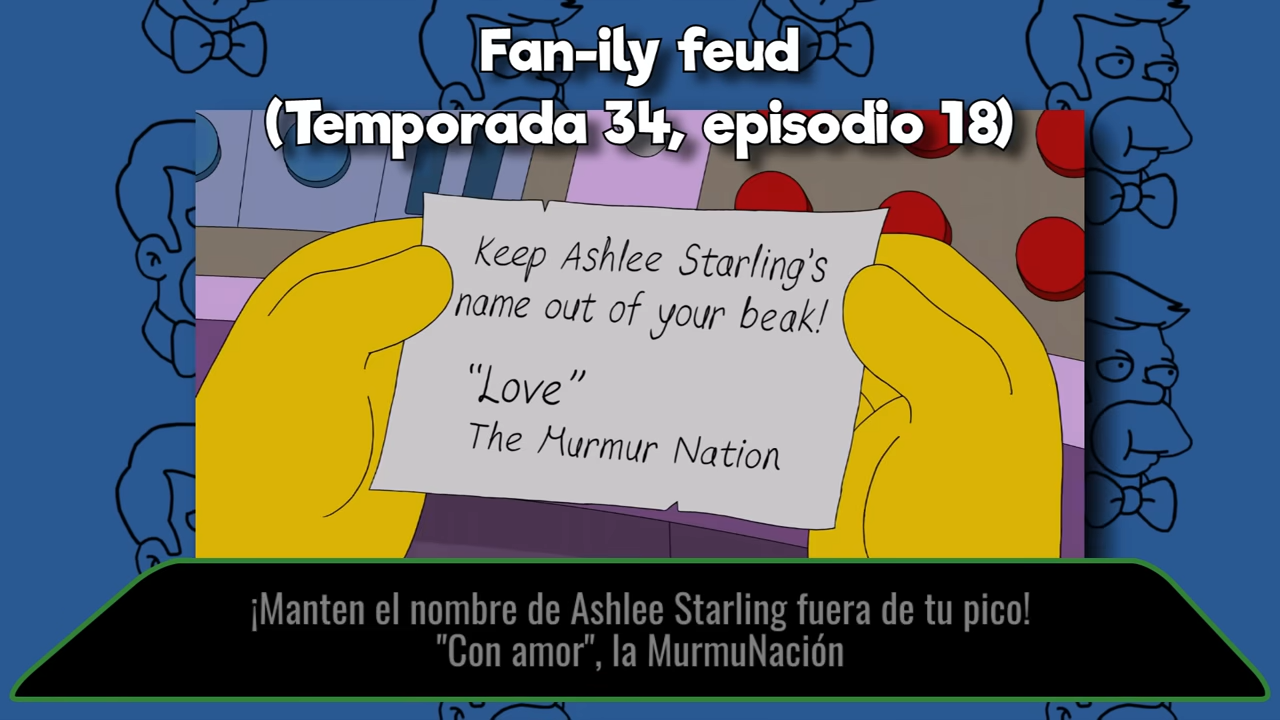 Fan-ily feud
(Temporada 34, episodio 18)
Keep Ashlee Starling's
name out of your beak!
“Love”
The Murmur Nation
¡Manten el nombre de Ashlee Starling fuera de tu pico!
"Con amor", la MurmuNación